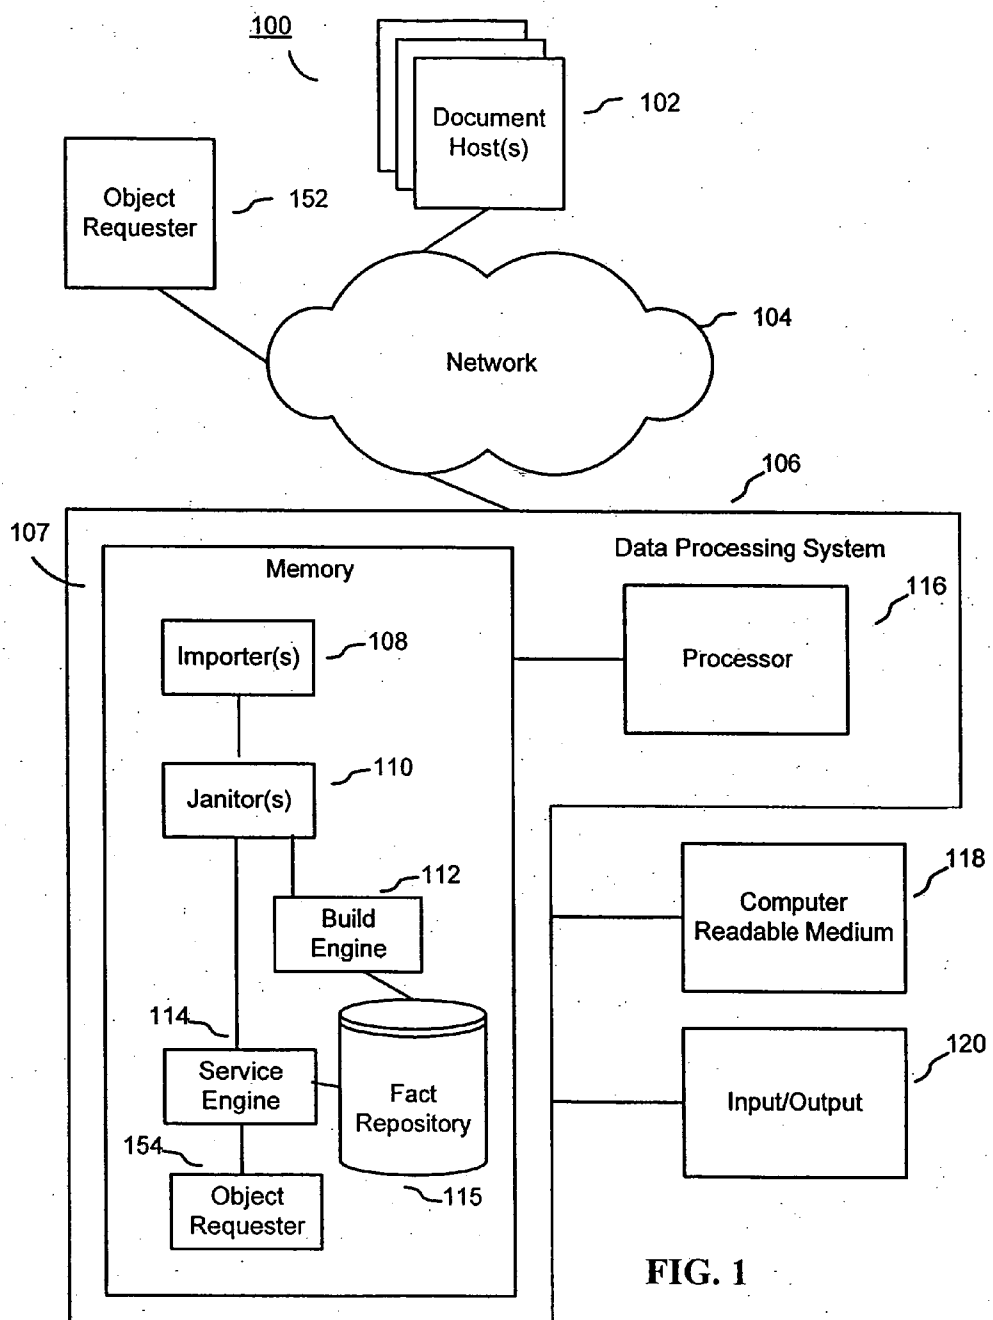 100
Document
Host(s)
102
Object
Requester
152
104
Network
106
107
Data Processing System
Memory
116
Importer(s)
108
Processor
Janitor(s)
110
112
118
Build
Engine
Computer
Readable Medium
114
Service
Engine
Fact
Repository
120
Input/Output
154
115
Object
Requester
FIG. 1